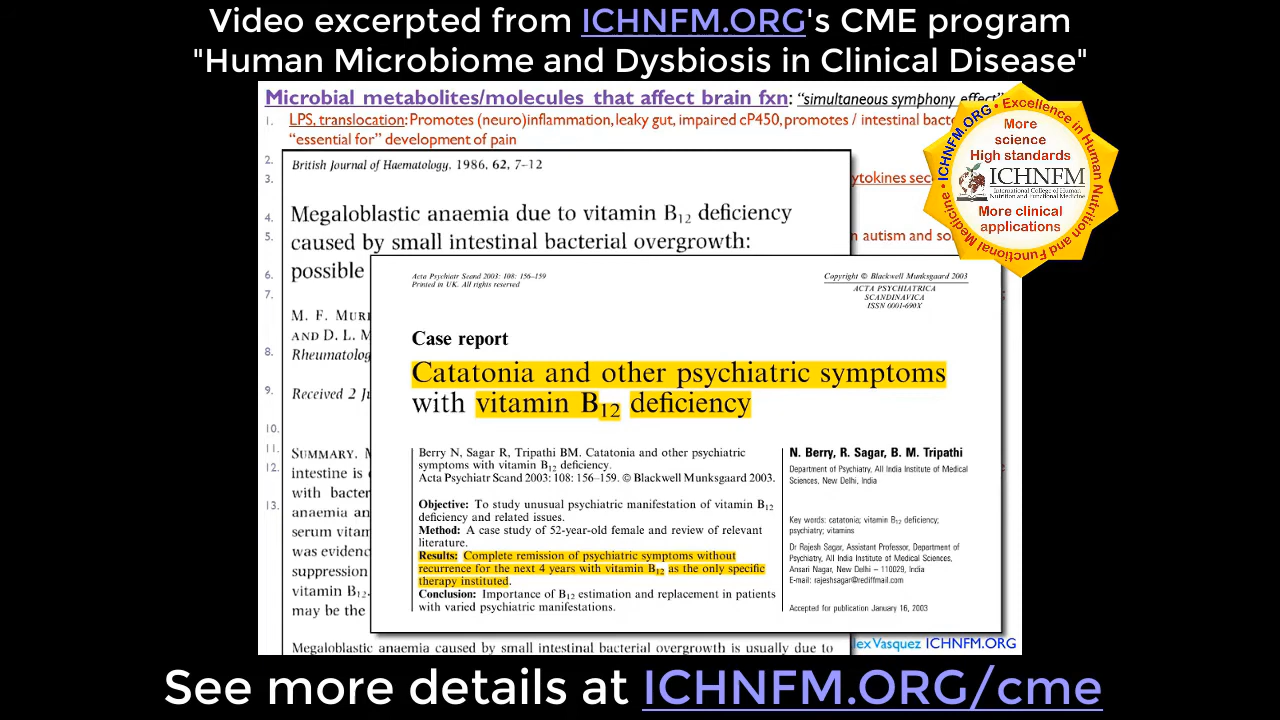 Video excerpted from ICHNFM.ORG's CME program
"Human Microbiome and Dysbiosis in Clinical Disease"
Microbial metabolites/molecules that affect brain fxn: "simultaneous symphony effect"
1. LPS, translocation: Promotes (neuro)inflammation, leaky gut, impaired cP450, promotes / intestinal
"essential for" development of pain
2.
3.
4.
5. autism and
6.
7.
8.
9.
10.
11.
12.
13.
British Journal of Haematology, 1986, 62, 7–12
Megaloblastic anaemia due to vitamin B12 deficiency
caused by small intestinal bacterial overgrowth:
possible
M. F.
AND D. L.
Received 2
SUMMARY.
intestine is
with
anaemia
serum
was
suppression
vitamin B12.
may be the
Megaloblastic anaemia caused by small intestinal bacterial overgrowth is usually due to
Acta Psychiatr Scand 2003: 108: 156–159
Printed in UK. All rights reserved
Copyright © Blackwell Munksgaard 2003
ACTA PSYCHIATRICA
SCANDINAVICA
ISSN 0001-690X
Case report
Catatonia and other psychiatric symptoms
with vitamin B12 deficiency
Berry N, Sagar R, Tripathi BM. Catatonia and other psychiatric
symptoms with vitamin B12 deficiency.
Acta Psychiatr Scand 2003: 108: 156–159. © Blackwell Munksgaard 2003.
Objective: To study unusual psychiatric manifestation of vitamin B12
deficiency and related issues.
Method: A case study of 52-year-old female and review of relevant
literature.
Results: Complete remission of psychiatric symptoms without
recurrence for the next 4 years with vitamin B12 as the only specific
therapy instituted.
Conclusion: Importance of B12 estimation and replacement in patients
with varied psychiatric manifestations.
N. Berry, R. Sagar, B. M. Tripathi
Department of Psychiatry, All India Institute of Medical
Sciences, New Delhi, India
Key words: catatonia; vitamin B12 deficiency;
psychiatry; vitamins
Dr Rajesh Sagar, Assistant Professor, Department of
Psychiatry, All India Institute of Medical Sciences,
Ansari Nagar, New Delhi – 110029, India
E-mail: rajeshsagar@rediffmail.com
Accepted for publication January 16, 2003
ICHNFM.ORG • Excellence in Human Nutrition and Functional Medicine •
More
science
High standards
ICHNFM
International College of Human
Nutrition and Functional Medicine
More clinical
applications
Vasquez ICHNFM.ORG
See more details at ICHNFM.ORG/cme